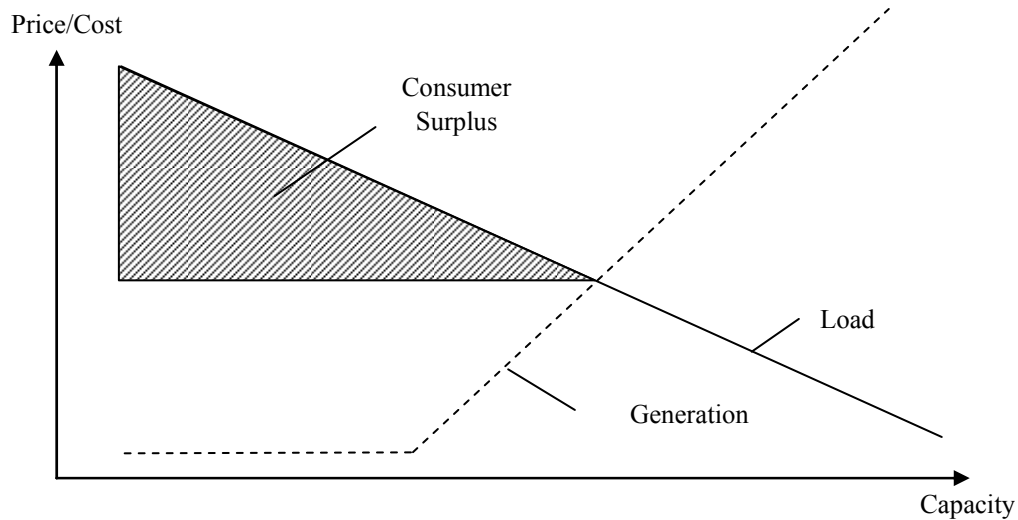 Price/Cost
Consumer
Surplus
Load
Generation
Capacity